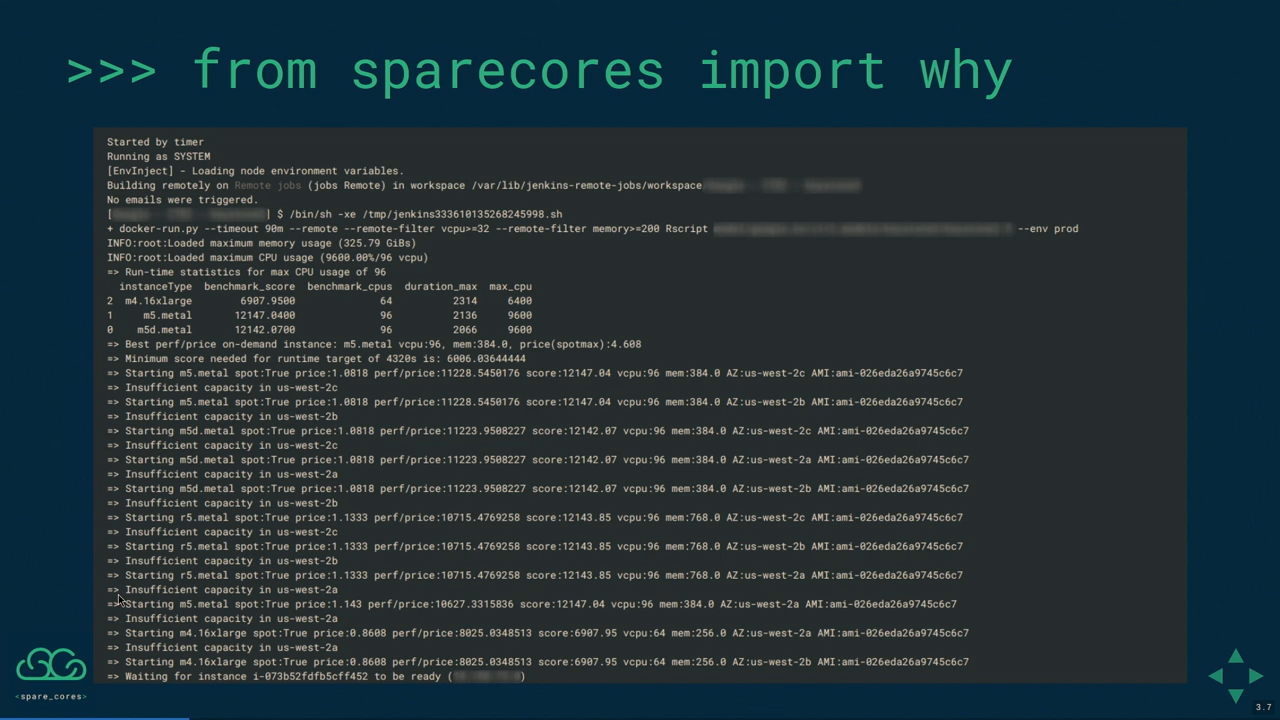 >>> from sparecores import why
Started by timer
Running as SYSTEM
[EnvInject] - Loading node environment variables.
Building remotely on Remote jobs (jobs Remote) in workspace /var/lib/jenkins-remote-jobs/workspace
No emails were triggered.
[ ] $ /bin/sh -xe /tmp/jenkins333610135268245998.sh
+ docker-run.py --timeout 90m --remote --remote-filter vcpu>=32 --remote-filter memory>=200 Rscript --env prod
INFO:root:Loaded maximum memory usage (325.79 GiBs)
INFO:root:Loaded maximum CPU usage (9600.00%/96 vcpu)
=> Run-time statistics for max CPU usage of 96
instanceType benchmark_score benchmark_cpus duration_max max_cpu
2 m4.16xlarge 6907.9500 64 2314 6400
1 m5.metal 12147.0400 96 2136 9600
0 m5d.metal 12142.0700 96 2066 9600
=> Best perf/price on-demand instance: m5.metal vcpu:96, mem:384.0, price(spotmax):4.608
=> Minimum score needed for runtime target of 4320s is: 6006.03644444
=> Starting m5.metal spot:True price:1.0818 perf/price:11228.5450176 score:12147.04 vcpu:96 mem:384.0 AZ:us-west-2c AMI:ami-026eda26a9745c6c7
=> Insufficient capacity in us-west-2c
=> Starting m5.metal spot:True price:1.0818 perf/price:11228.5450176 score:12147.04 vcpu:96 mem:384.0 AZ:us-west-2b AMI:ami-026eda26a9745c6c7
=> Insufficient capacity in us-west-2b
=> Starting m5d.metal spot:True price:1.0818 perf/price:11223.9508227 score:12142.07 vcpu:96 mem:384.0 AZ:us-west-2c AMI:ami-026eda26a9745c6c7
=> Insufficient capacity in us-west-2c
=> Starting m5d.metal spot:True price:1.0818 perf/price:11223.9508227 score:12142.07 vcpu:96 mem:384.0 AZ:us-west-2a AMI:ami-026eda26a9745c6c7
=> Insufficient capacity in us-west-2a
=> Starting m5d.metal spot:True price:1.0818 perf/price:11223.9508227 score:12142.07 vcpu:96 mem:384.0 AZ:us-west-2b AMI:ami-026eda26a9745c6c7
=> Insufficient capacity in us-west-2b
=> Starting r5.metal spot:True price:1.1333 perf/price:10715.4769258 score:12143.85 vcpu:96 mem:768.0 AZ:us-west-2c AMI:ami-026eda26a9745c6c7
=> Insufficient capacity in us-west-2c
=> Starting r5.metal spot:True price:1.1333 perf/price:10715.4769258 score:12143.85 vcpu:96 mem:768.0 AZ:us-west-2b AMI:ami-026eda26a9745c6c7
=> Insufficient capacity in us-west-2b
=> Starting r5.metal spot:True price:1.1333 perf/price:10715.4769258 score:12143.85 vcpu:96 mem:768.0 AZ:us-west-2a AMI:ami-026eda26a9745c6c7
=> Insufficient capacity in us-west-2a
=> Starting m5.metal spot:True price:1.143 perf/price:10627.3315836 score:12147.04 vcpu:96 mem:384.0 AZ:us-west-2a AMI:ami-026eda26a9745c6c7
=> Insufficient capacity in us-west-2a
=> Starting m4.16xlarge spot:True price:0.8608 perf/price:8025.0348513 score:6907.95 vcpu:64 mem:256.0 AZ:us-west-2a AMI:ami-026eda26a9745c6c7
=> Insufficient capacity in us-west-2a
=> Starting m4.16xlarge spot:True price:0.8608 perf/price:8025.0348513 score:6907.95 vcpu:64 mem:256.0 AZ:us-west-2b AMI:ami-026eda26a9745c6c7
=> Waiting for instance i-073b52fdfb5cff452 to be ready ( )
<spare_cores>
3.7